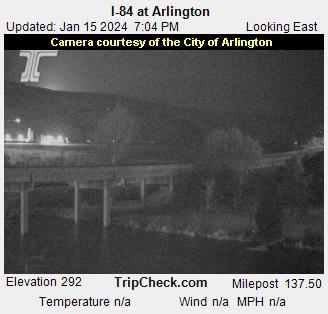 I-84 at Arlington
Updated: Jan 15 2024 7:04 PM Looking East
Camera courtesy of the City of Arlington
Elevation 292 TripCheck.com Milepost 137.50
Temperature n/a Wind n/a MPH n/a